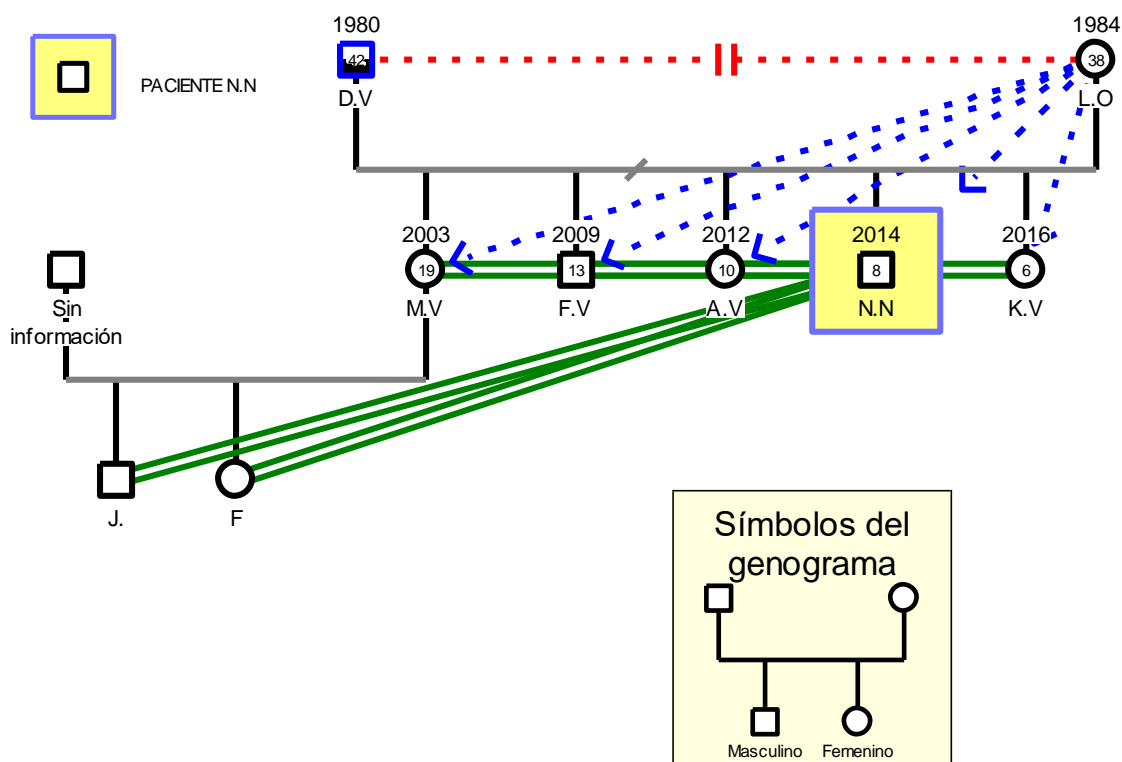 1980
1984
42
38
PACIENTE N.N
D.V
L.O
2003
2009
2012
2014
2016
19
13
10
8
6
Sin
información
M.V
F.V
A.V
N.N
K.V
J.
F
Símbolos del
genograma
Masculino
Femenino